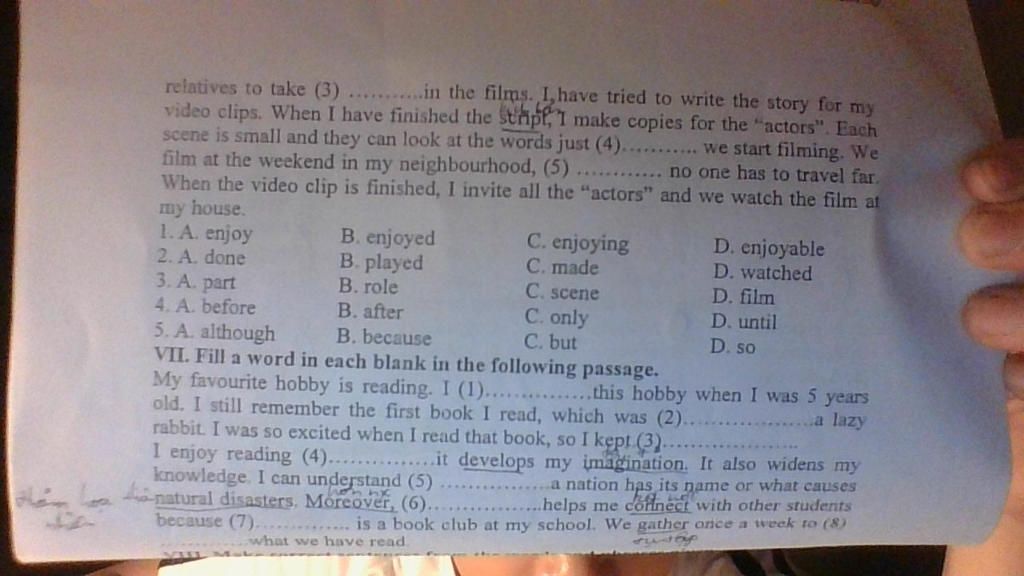 relatives to take (3) ...........in the films. I have tried to write the story for my
video clips. When I have finished the script, I make copies for the “actors”. Each
scene is small and they can look at the words just (4)........... we start filming. We
film at the weekend in my neighbourhood, (5) ............ no one has to travel far.
When the video clip is finished, I invite all the “actors” and we watch the film at
my house.
1. A. enjoy B. enjoyed C. enjoying D. enjoyable
2. A. done B. played C. made D. watched
3. A. part B. role C. scene D. film
4. A. before B. after C. only D. until
5. A. although B. because C. but D. so
VII. Fill a word in each blank in the following passage.
My favourite hobby is reading. I (1)................this hobby when I was 5 years
old. I still remember the first book I read, which was (2)...................a lazy
rabbit. I was so excited when I read that book, so I kept (3)...................
I enjoy reading (4)................it develops my imagination. It also widens my
knowledge. I can understand (5) ................a nation has its name or what causes
natural disasters. Moreover, (6)..................helps me connect with other students
because (7)............... is a book club at my school. We gather once a week to (8)
..............what we have read.